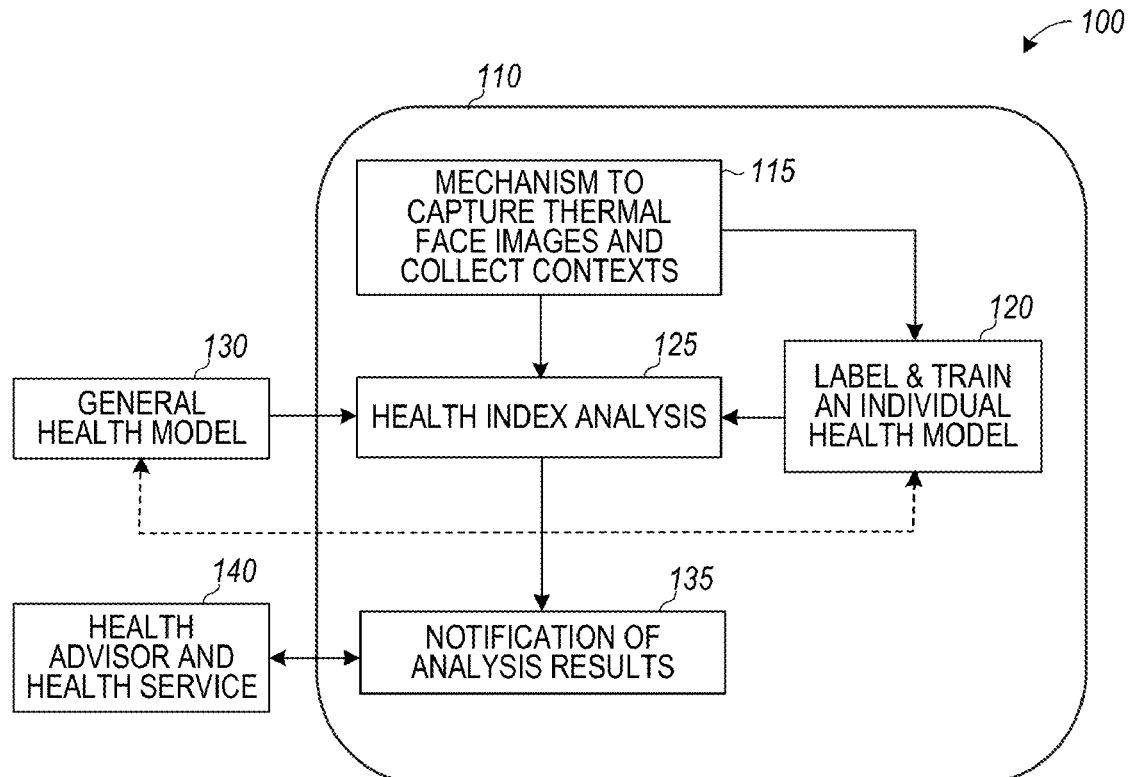 100
110
MECHANISM TO
CAPTURE THERMAL
FACE IMAGES AND
COLLECT CONTEXTS
115
120
LABEL & TRAIN
AN INDIVIDUAL
HEALTH MODEL
130
GENERAL
HEALTH MODEL
125
HEALTH INDEX ANALYSIS
140
HEALTH
ADVISOR AND
HEALTH SERVICE
135
NOTIFICATION OF
ANALYSIS RESULTS